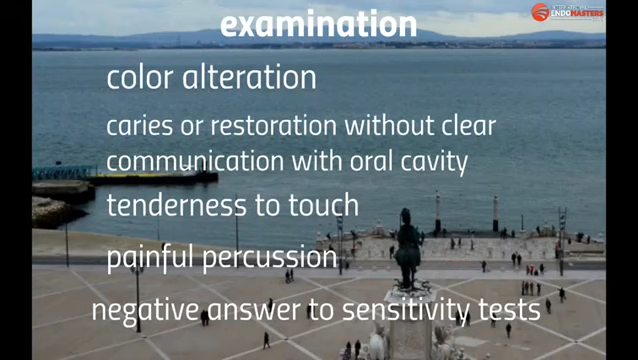 examination
ENDOMASTERS
color alteration
caries or restoration without clear
communication with oral cavity
tenderness to touch
painful percussion
negative answer to sensitivity tests